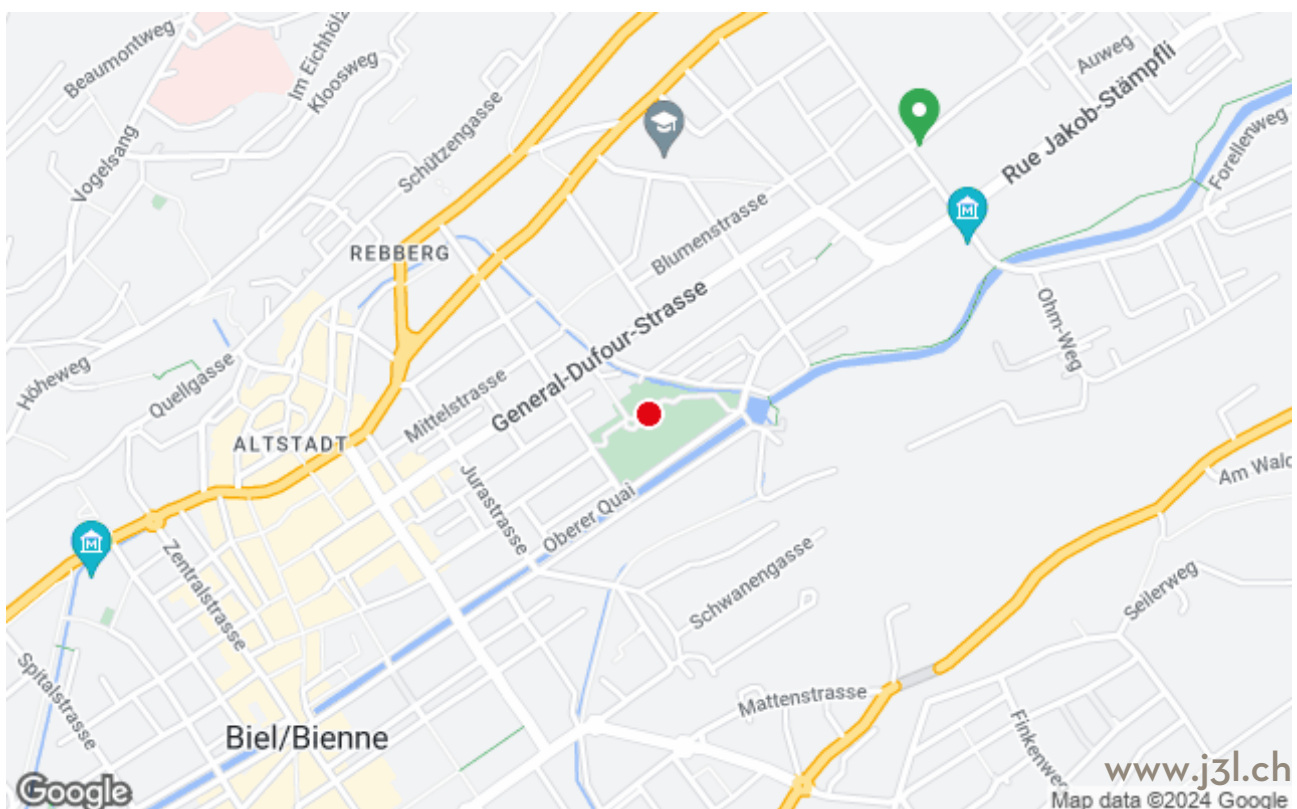 Beaumontweg
Im Eichhölz
Kloosweg
Auweg
Vogelsang
Schützengasse
Rue Jakob-Stämpfli
Forellenweg
Blumenstrasse
REBBERG
Ohm-Weg
General-Dufour-Strasse
Höheweg
Quellgasse
Mittelstrasse
ALTSTADT
Jurastrasse
Am Wald
Oberer Quai
Zentralstrasse
Schwanengasse
Seilerweg
Spitalstrasse
Mattenstrasse
Biel/Bienne
Finkenweg
www.j3l.ch
Google
Map data ©2024 Google